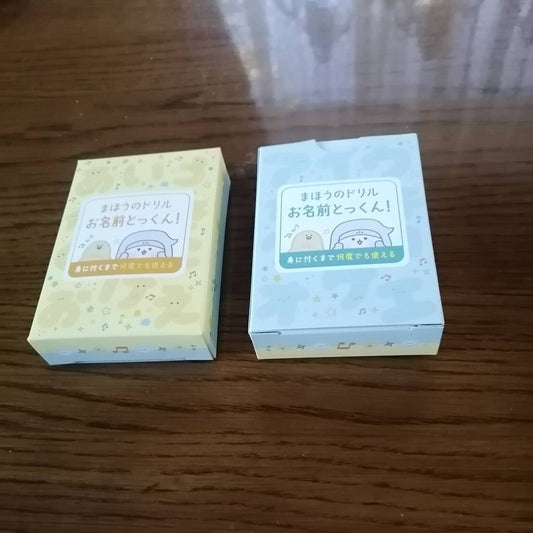 まほうのドリル
お名前とっくん!
身に付くまで何度でも使える
まほうのドリル
お名前とっくん!
身に付くまで何度でも使える